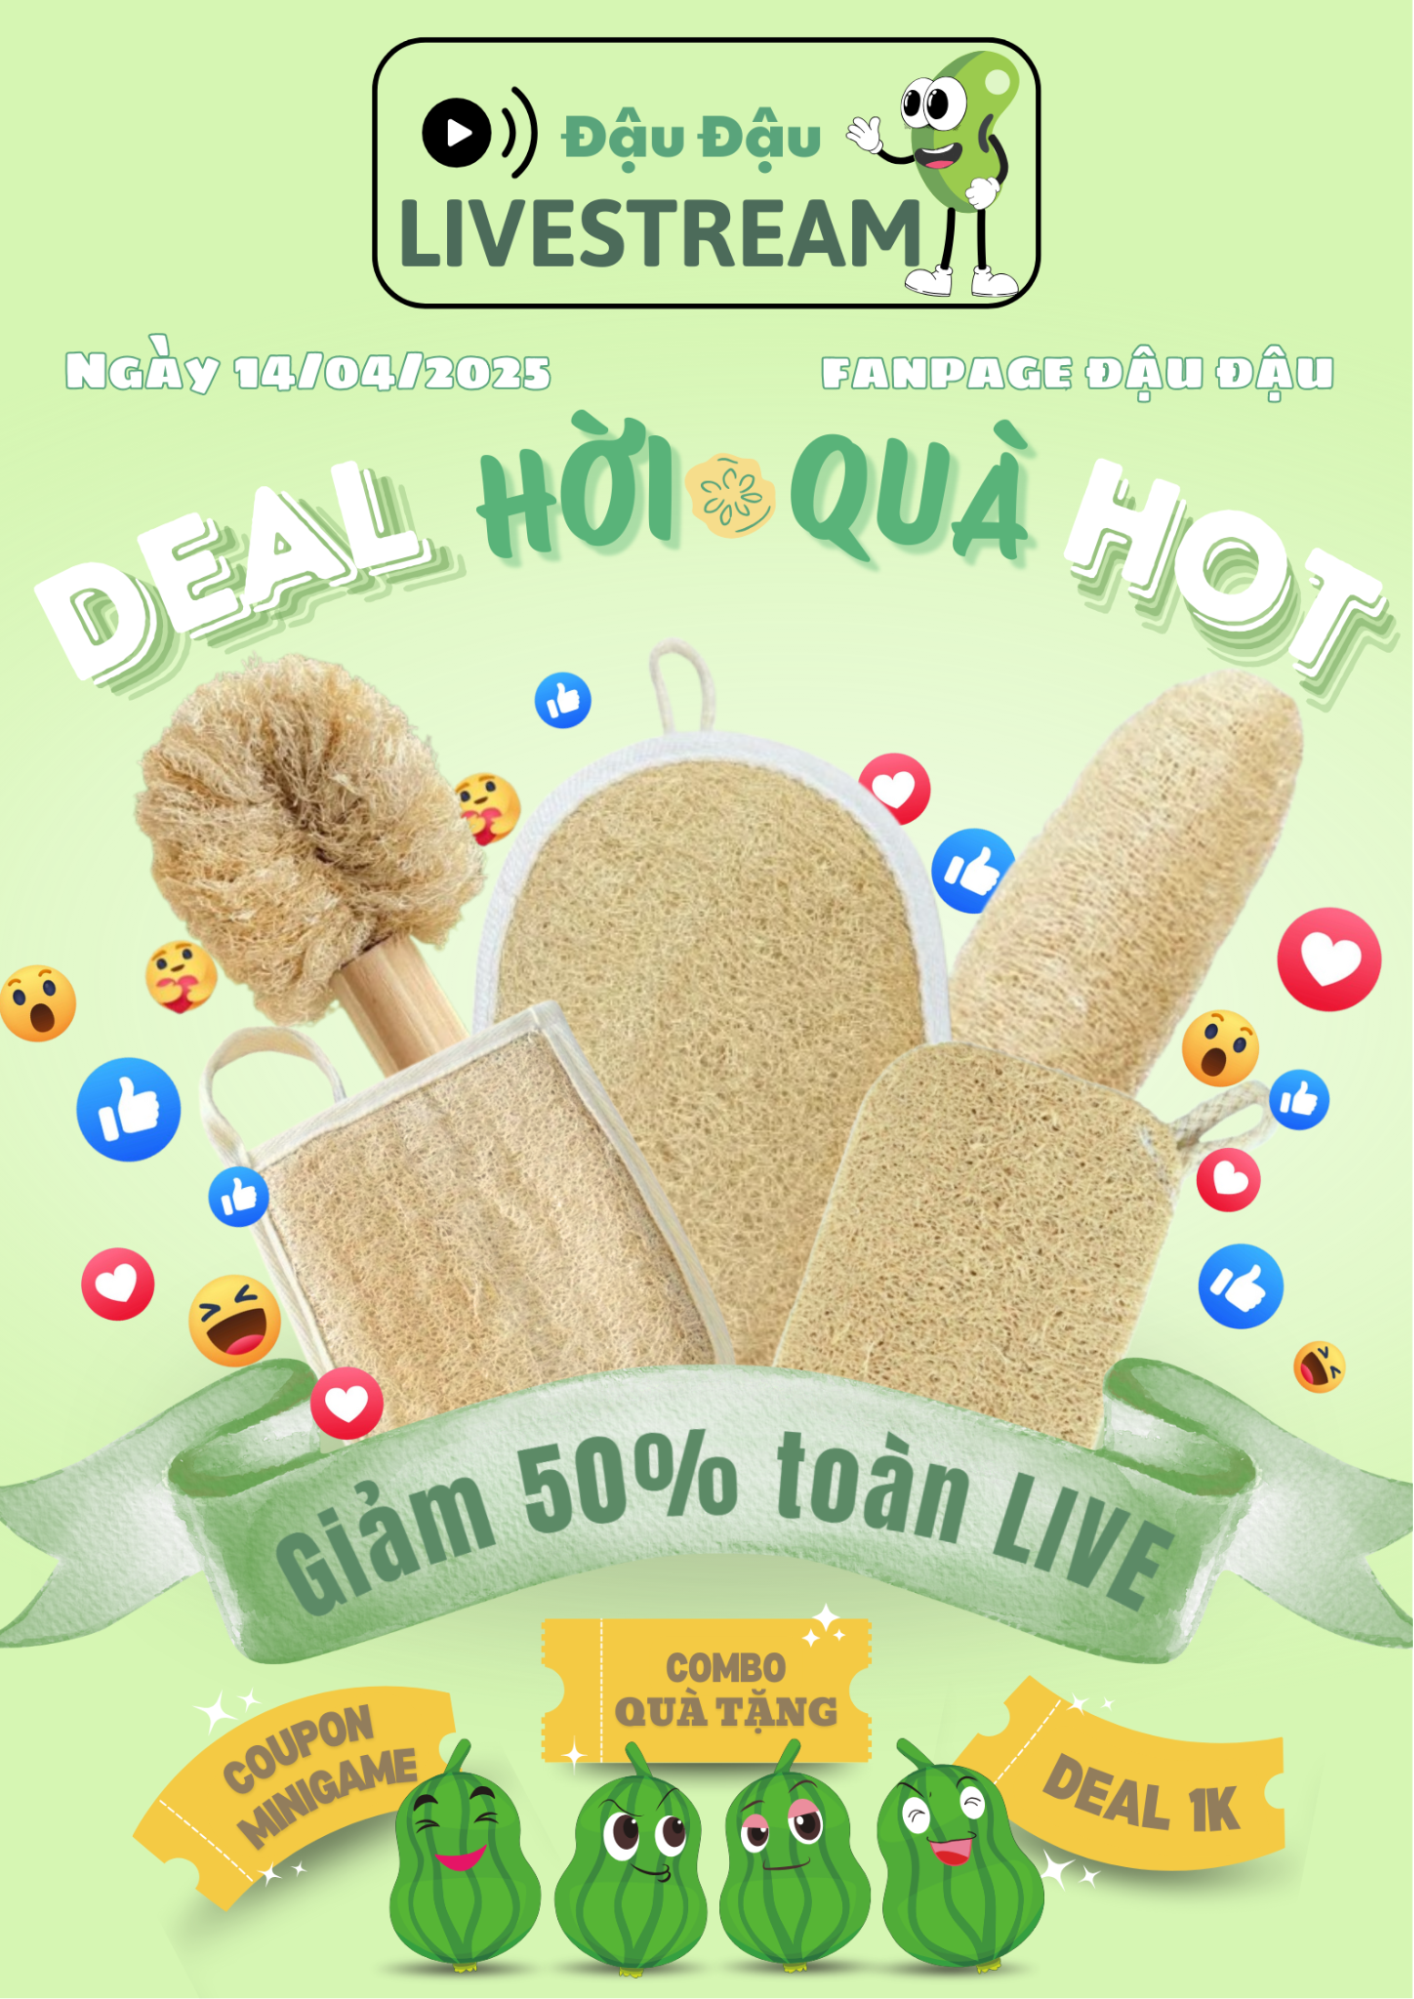 Đậu Đậu
LIVESTREAM
NGÀY 14/04/2025
FANPAGE ĐẬU ĐẬU
DEAL HỜI QUÀ HOT
Giảm 50% toàn LIVE
COMBO
QUÀ TẶNG
COUPON
MINIGAME
DEAL 1K